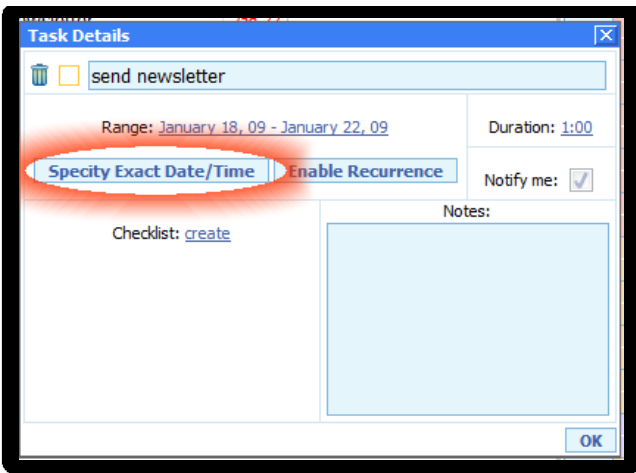 Task Details
send newsletter
Range: January 18, 09 - January 22, 09
Duration: 1:00
Specity Exact Date/Time
Enable Recurrence
Notify me:
Checklist: create
Notes:
OK